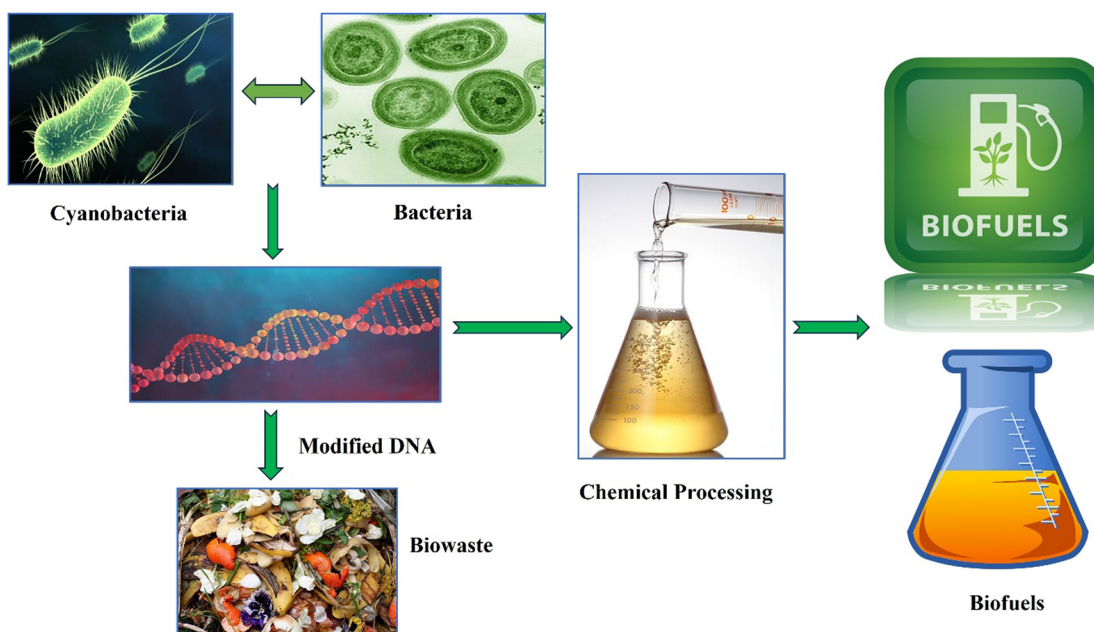 Cyanobacteria
Bacteria
BIOFUELS
Modified DNA
Chemical Processing
Biowaste
Biofuels